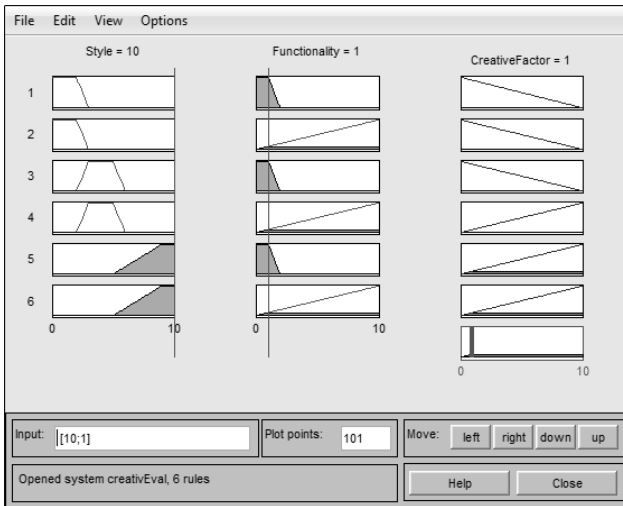 File Edit View Options
Style = 10 Functionality = 1 CreativeFactor = 1
1
2
3
4
5
6
0 10 0 10
0 10
Input: [10;1] Plot points: 101 Move: left right down up
Opened system creativEval, 6 rules Help Close